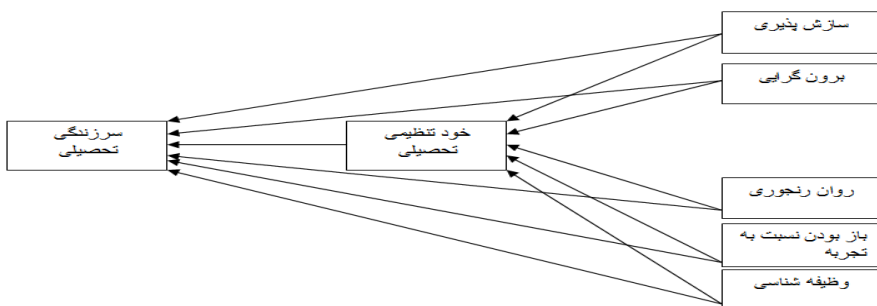 سازش پذیری
برون گرایی
خود تنظیمی
تحصیلی
سرزندگی
تحصیلی
روان رنجوری
باز بودن نسبت به
تجربه
وظیفه شناسی